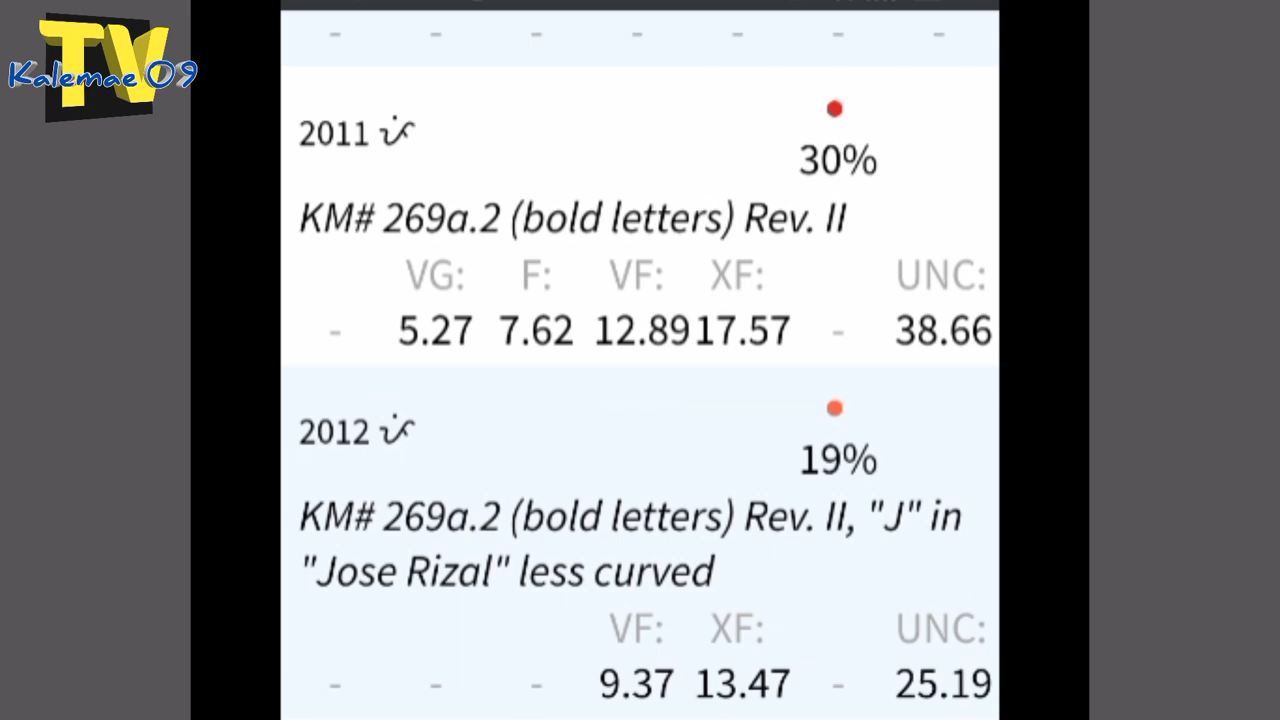 TV
Kalemae 09
- - - - - - -
2011
30%
KM# 269a.2 (bold letters) Rev. II
VG: F: VF: XF: UNC:
- 5.27 7.62 12.89 17.57 - 38.66
2012
19%
KM# 269a.2 (bold letters) Rev. II, "J" in
"Jose Rizal" less curved
VF: XF: UNC:
- - - 9.37 13.47 - 25.19